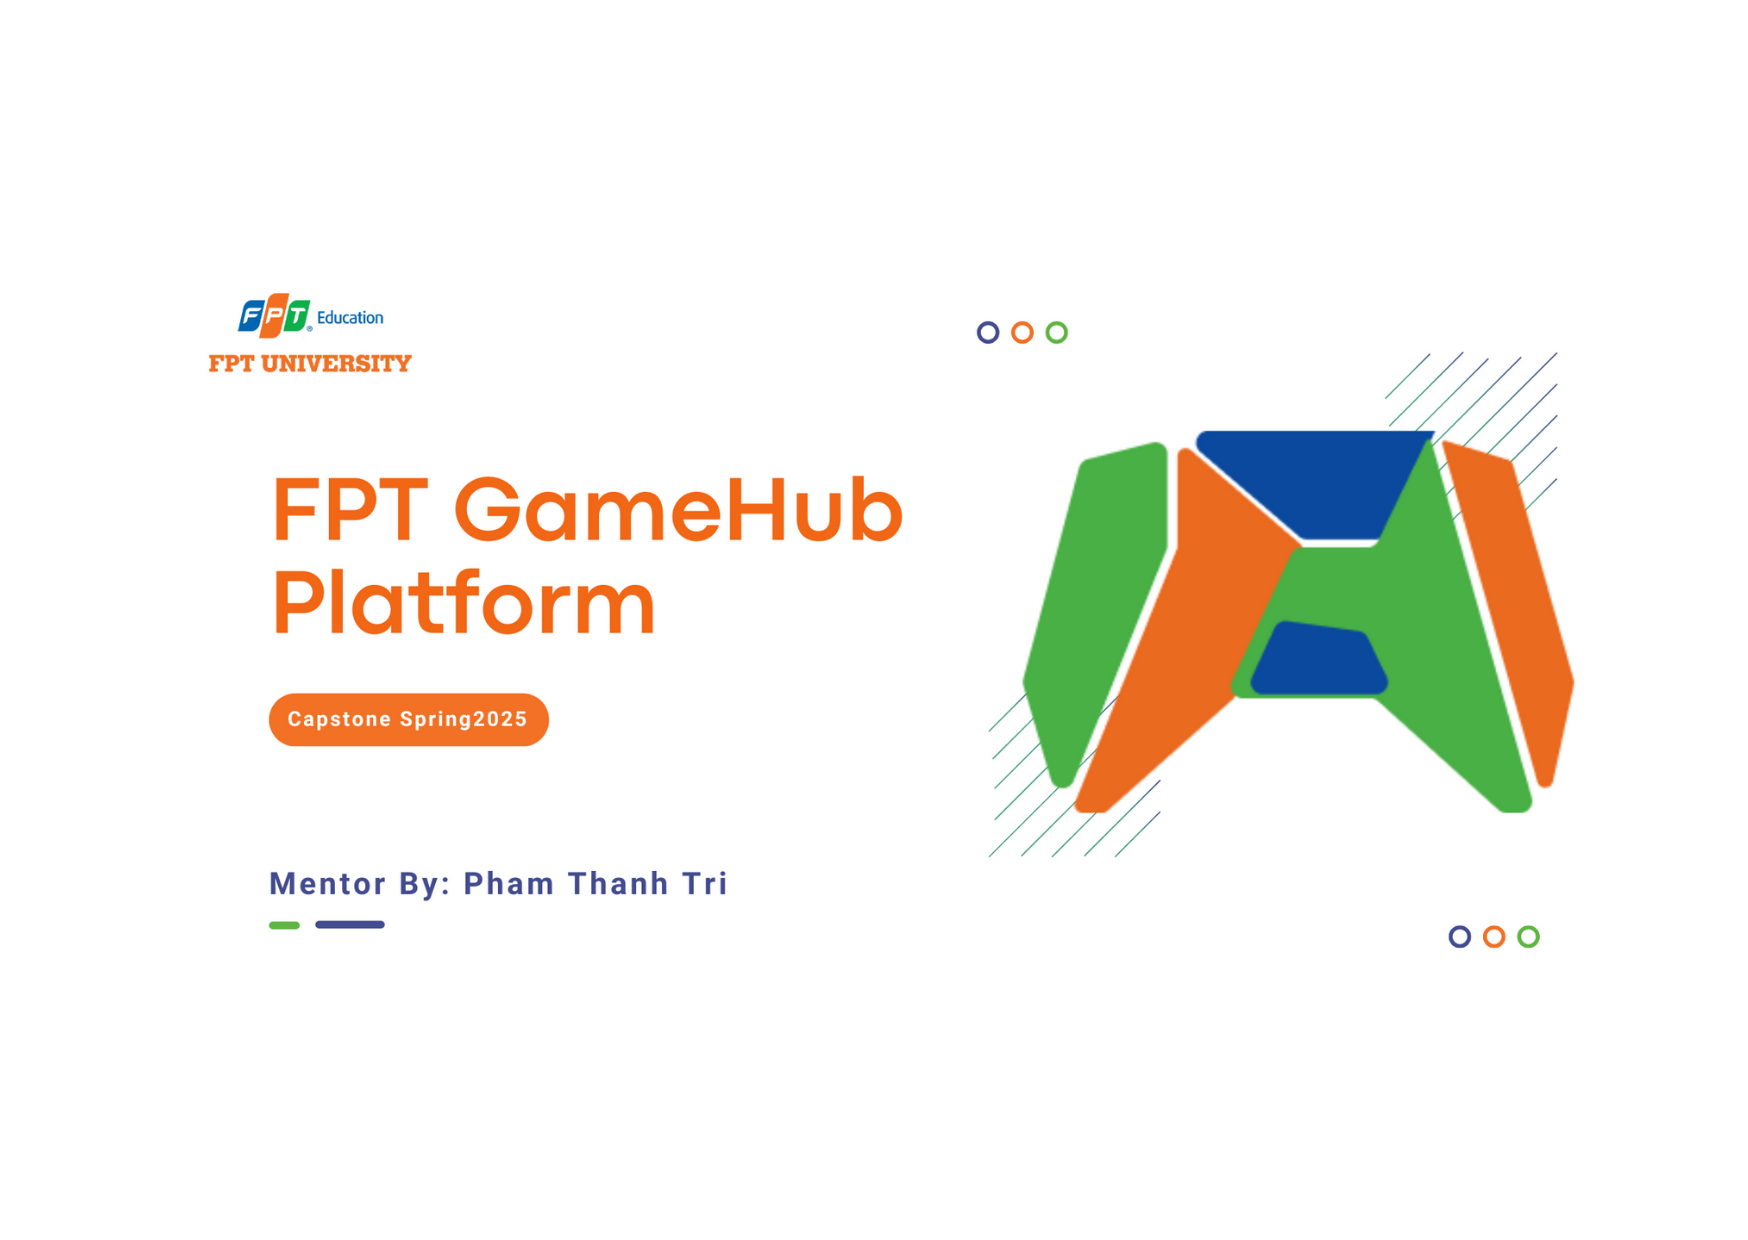 FPT® Education
FPT UNIVERSITY
FPT GameHub
Platform
Capstone Spring2025
Mentor By: Pham Thanh Tri